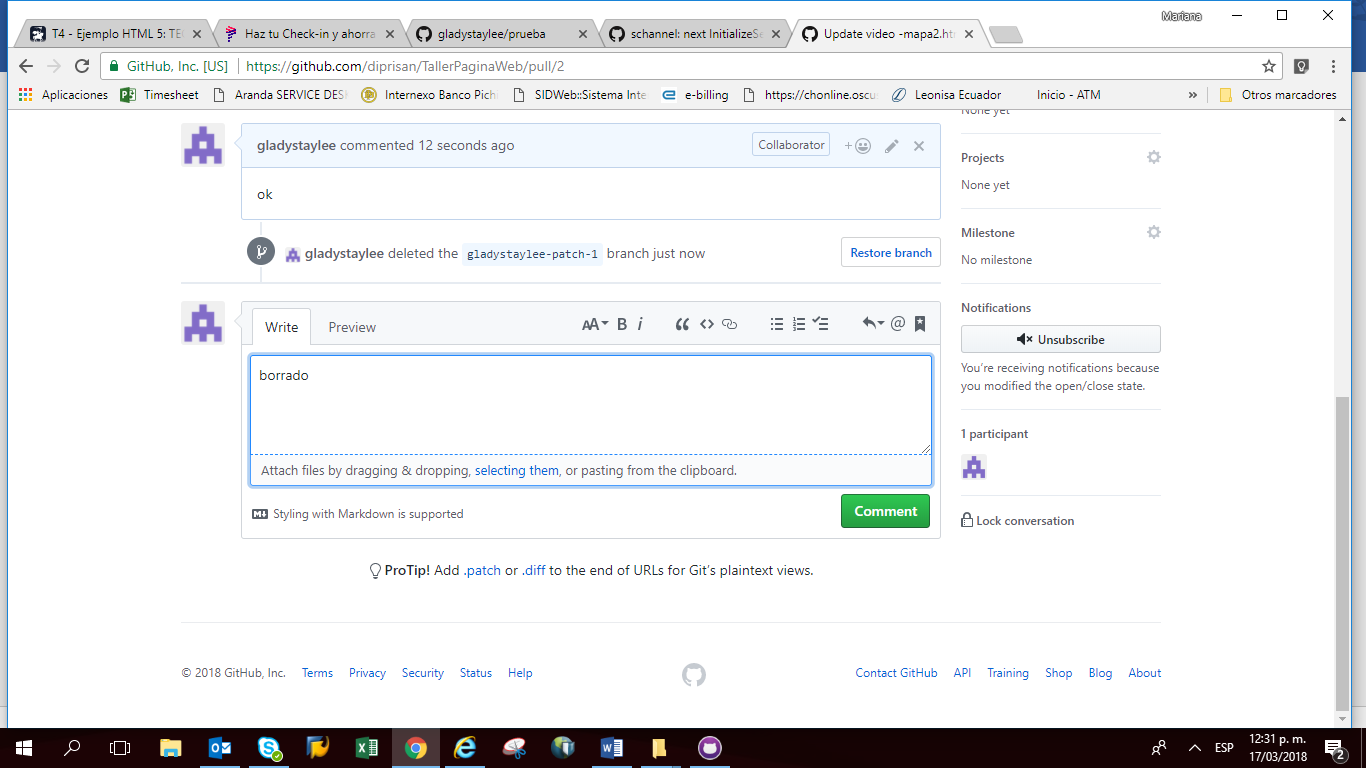 Mariana
T4 - Ejemplo HTML 5: TE
Haz tu Check-in y ahorra
gladystaylee/prueba
schannel: next InitializeSe
Update video -mapa2.ht
GitHub, Inc. [US] https://github.com/diprisan/TallerPaginaWeb/pull/2
Aplicaciones Timesheet Aranda SERVICE DES Internexo Banco Pich SIDWeb::Sistema Inte e-billing https://chonline.oscu Leonisa Ecuador Inicio - ATM » Otros marcadores
None yet
gladystaylee commented 12 seconds ago Collaborator
ok
gladystaylee deleted the gladystaylee-patch-1 branch just now Restore branch
Write Preview
borrado
Attach files by dragging & dropping, selecting them, or pasting from the clipboard.
Styling with Markdown is supported Comment
ProTip! Add .patch or .diff to the end of URLs for Git's plaintext views.
Projects
None yet
Milestone
No milestone
Notifications
Unsubscribe
You're receiving notifications because
you modified the open/close state.
1 participant
Lock conversation
© 2018 GitHub, Inc. Terms Privacy Security Status Help Contact GitHub API Training Shop Blog About
ESP
12:31 p. m.
17/03/2018
2